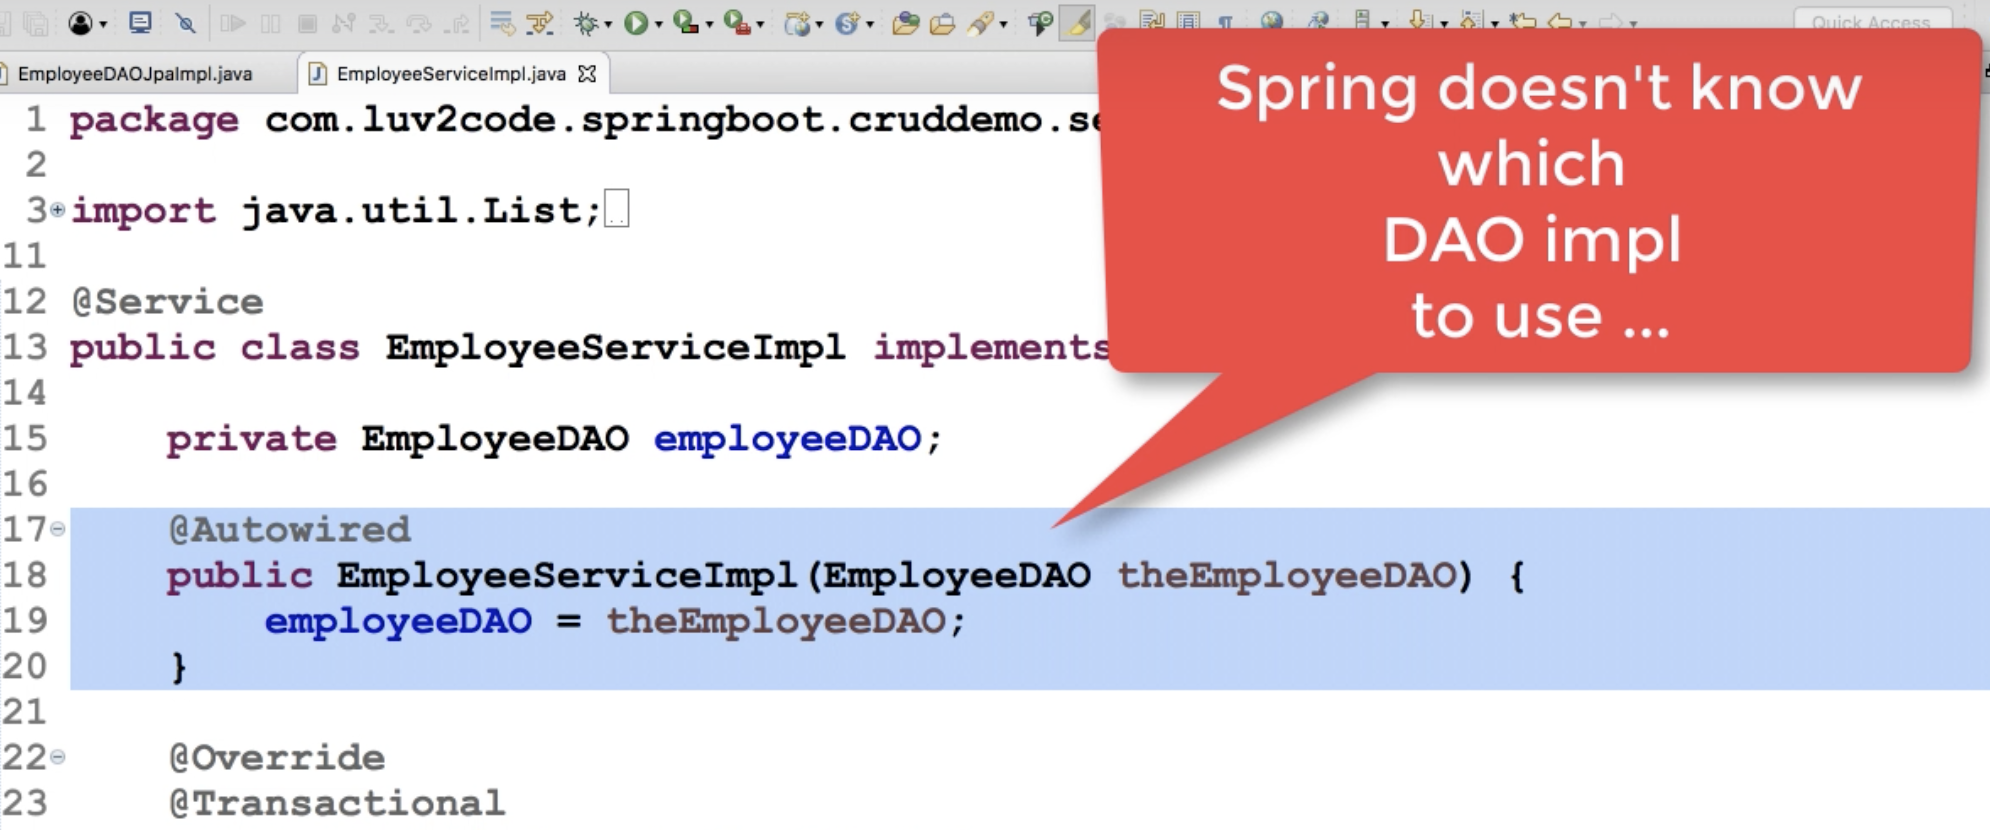 Quick Access
EmployeeDAOJpaImpl.java
EmployeeServiceImpl.java
1 package com.luv2code.springboot.cruddemo.se
2
3 import java.util.List;
11
12 @Service
13 public class EmployeeServiceImpl implements
14
15 private EmployeeDAO employeeDAO;
16
17 @Autowired
18 public EmployeeServiceImpl(EmployeeDAO theEmployeeDAO) {
19 employeeDAO = theEmployeeDAO;
20 }
21
22 @Override
23 @Transactional
Spring doesn't know
which
DAO impl
to use ...